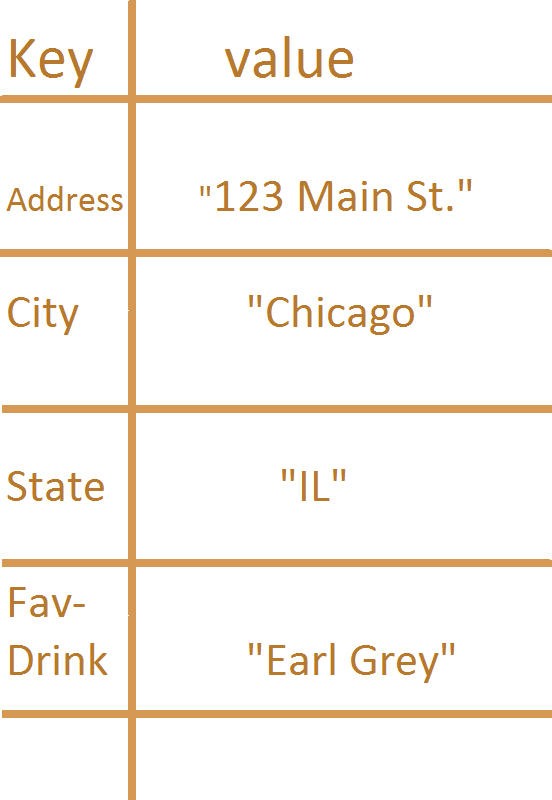 Key value
Address "123 Main St."
City "Chicago"
State "IL"
Fav-
Drink "Earl Grey"